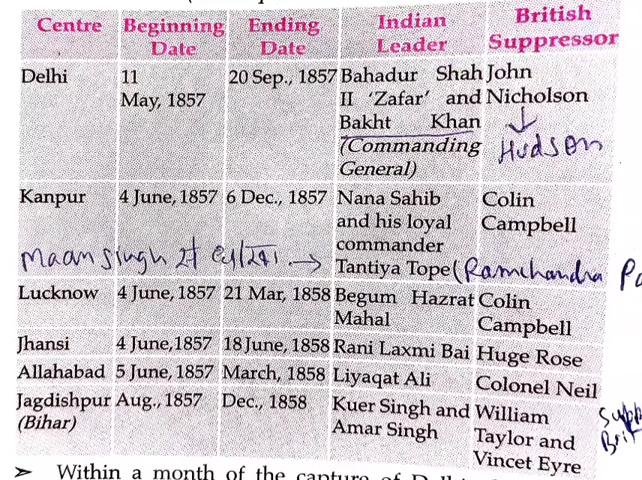 Centre Beginning Date Ending Date Indian Leader British Suppressor
Delhi 11 May, 1857 20 Sep., 1857 Bahadur Shah II 'Zafar' and Bakht Khan (Commanding General) John Nicholson
↓
Hudson
Kanpur 4 June, 1857 6 Dec., 1857 Nana Sahib and his loyal commander Tantiya Tope Colin Campbell
Maansingh → (Ramchandra
Lucknow 4 June, 1857 21 Mar, 1858 Begum Hazrat Mahal Colin Campbell
Jhansi 4 June,1857 18 June, 1858 Rani Laxmi Bai Huge Rose
Allahabad 5 June, 1857 March, 1858 Liyaqat Ali Colonel Neil
Jagdishpur (Bihar) Aug., 1857 Dec., 1858 Kuer Singh and Amar Singh William Taylor and Vincet Eyre
➢ Within a month of the capture of